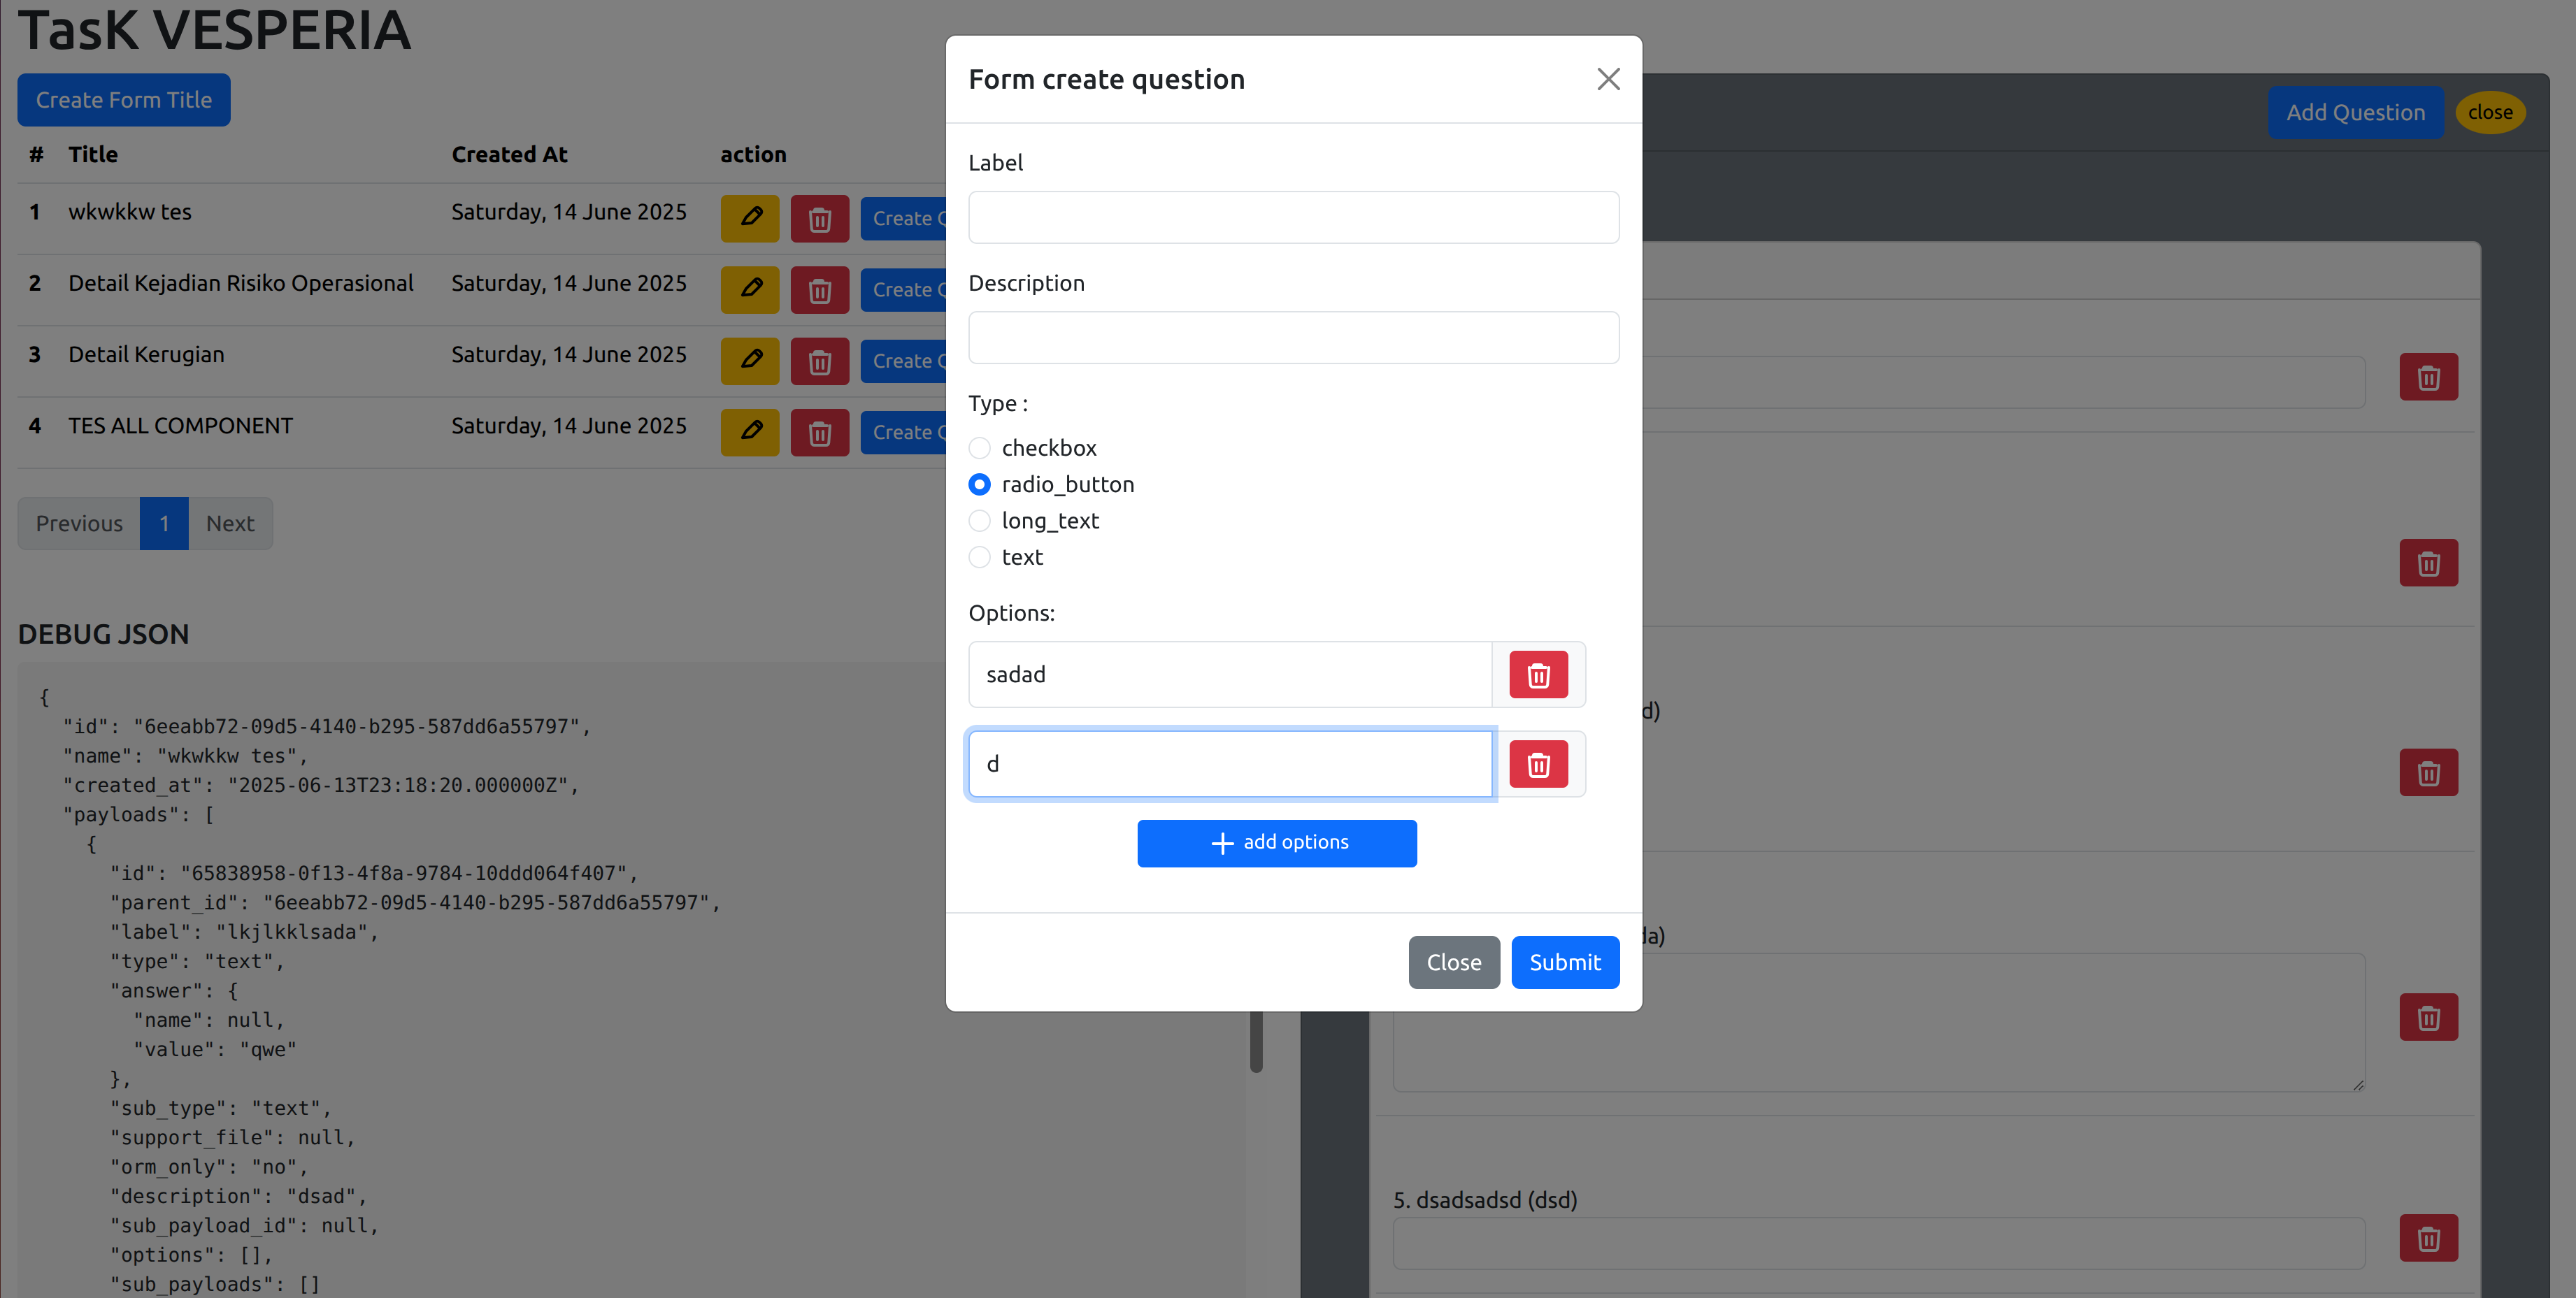 TasK VESPERIA
Create Form Title
# Title Created At action
1 wkwkkw tes Saturday, 14 June 2025 Create
2 Detail Kejadian Risiko Operasional Saturday, 14 June 2025 Create
3 Detail Kerugian Saturday, 14 June 2025 Create
4 TES ALL COMPONENT Saturday, 14 June 2025 Create
Previous 1 Next
DEBUG JSON
{
"id": "6eeabb72-09d5-4140-b295-587dd6a55797",
"name": "wkwkkw tes",
"created_at": "2025-06-13T23:18:20.000000Z",
"payloads": [
{
"id": "65838958-0f13-4f8a-9784-10ddd064f407",
"parent_id": "6eeabb72-09d5-4140-b295-587dd6a55797",
"label": "lkjlkklsada",
"type": "text",
"answer": {
"name": null,
"value": "qwe"
},
"sub_type": "text",
"support_file": null,
"orm_only": "no",
"description": "dsad",
"sub_payload_id": null,
"options": [],
"sub_payloads": []
Form create question
Label
Description
Type :
checkbox
radio_button
long_text
text
Options:
sadad
d
add options
Close Submit
Add Question close
d)
da)
5. dsadsadsd (dsd)